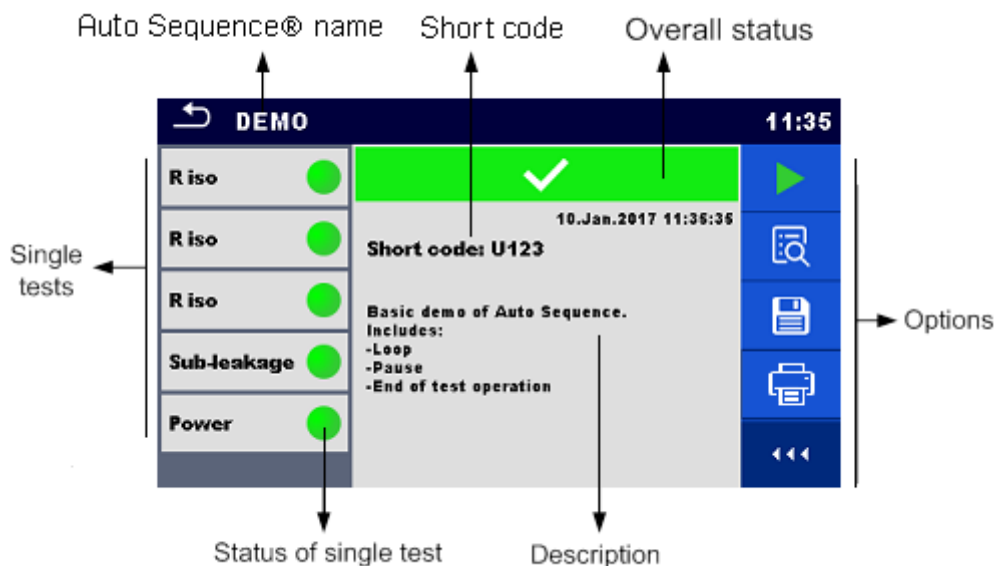 Auto Sequence® name
Short code
Overall status
DEMO
11:35
R iso
R iso
R iso
Sub-leakage
Power
10.Jan.2017 11:35:35
Short code: U123
Basic demo of Auto Sequence.
Includes:
-Loop
-Pause
-End of test operation
Single
tests
Options
Status of single test
Description